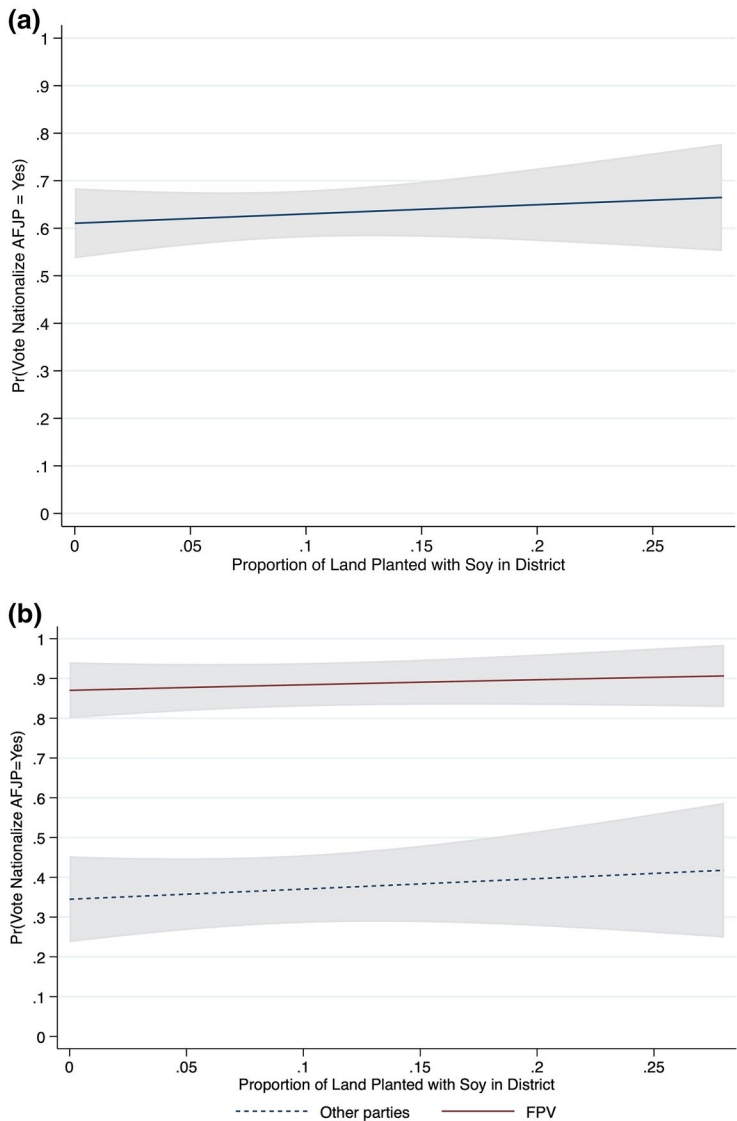 (a)
1
.9
.8
.7
.6
.5
.4
.3
.2
.1
0
Pr(Vote Nationalize AFJP = Yes)
0 .05 .1 .15 .2 .25
Proportion of Land Planted with Soy in District
(b)
1
.9
.8
.7
.6
.5
.4
.3
.2
.1
0
Pr(Vote Nationalize AFJP=Yes)
0 .05 .1 .15 .2 .25
Proportion of Land Planted with Soy in District
Other parties FPV